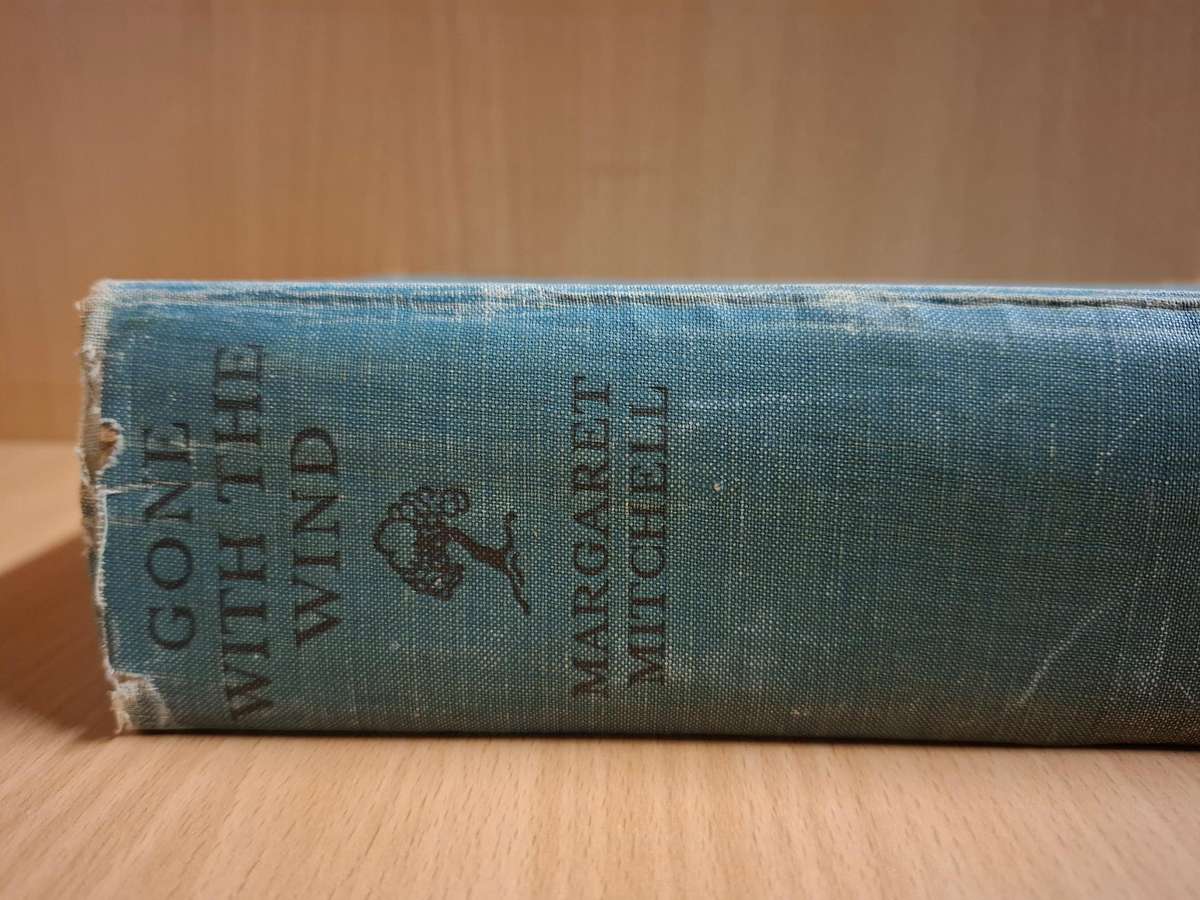 GONE
WITH THE
WIND
MARGARET
MITCHELL